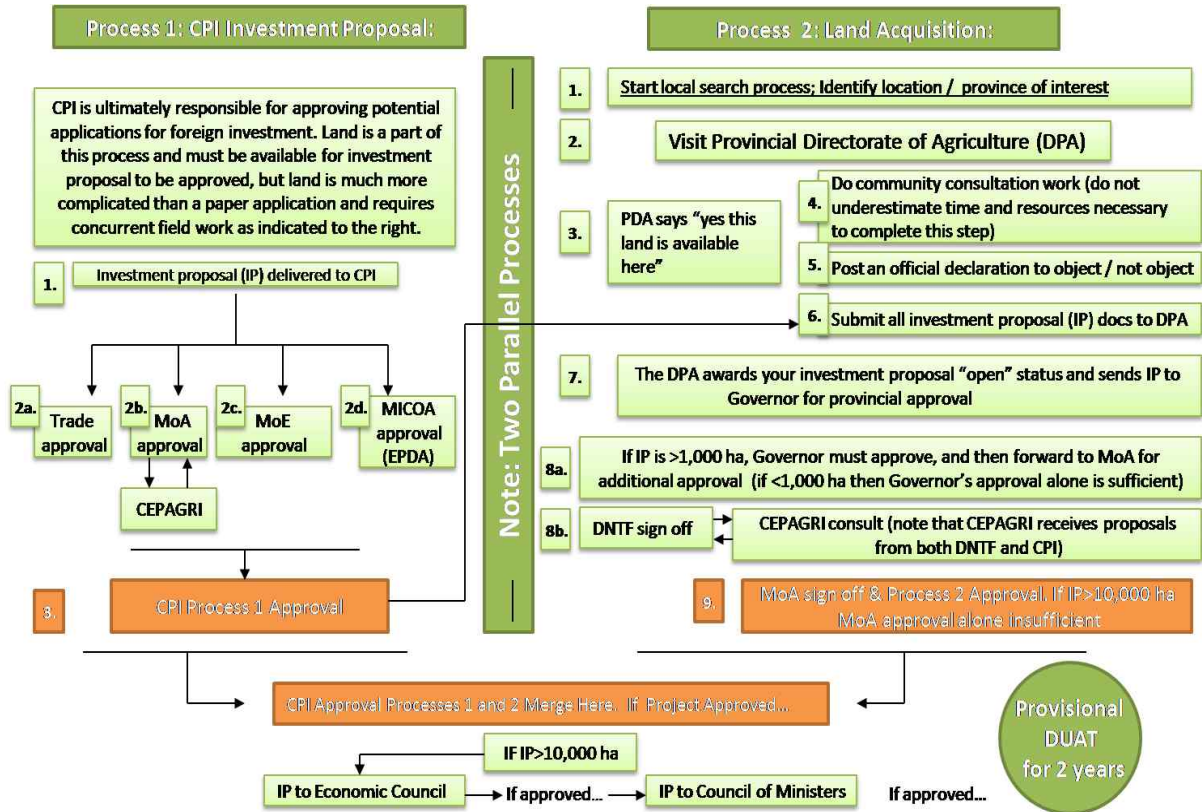 Process 1: CPI Investment Proposal:
CPI is ultimately responsible for approving potential
applications for foreign investment. Land is a part of
this process and must be available for investment
proposal to be approved, but land is much more
complicated than a paper application and requires
concurrent field work as indicated to the right.
1.
Investment proposal (IP) delivered to CPI
2a.
Trade
approval
2b.
MoA
approval
2c.
MoE
approval
2d.
MICOA
approval
(EPDA)
CEPAGRI
3.
CPI Process 1 Approval
Note: Two Parallel Processes
Process 2: Land Acquisition:
1.
Start local search process; Identify location / province of interest
2.
Visit Provincial Directorate of Agriculture (DPA)
3.
PDA says “yes this
land is available
here”
4.
Do community consultation work (do not
underestimate time and resources necessary
to complete this step)
5.
Post an official declaration to object / not object
6.
Submit all investment proposal (IP) docs to DPA
7.
The DPA awards your investment proposal “open” status and sends IP to
Governor for provincial approval
8a.
If IP is >1,000 ha, Governor must approve, and then forward to MoA for
additional approval (if <1,000 ha then Governor’s approval alone is sufficient)
8b.
DNTF sign off
CEPAGRI consult (note that CEPAGRI receives proposals
from both DNTF and CPI)
9.
MoA sign off & Process 2 Approval. If IP>10,000 ha
MoA approval alone insufficient
CPI Approval Processes 1 and 2 Merge Here. If Project Approved...
IF IP>10,000 ha
IP to Economic Council
If approved...
IP to Council of Ministers
If approved...
Provisional
DUAT
for 2 years